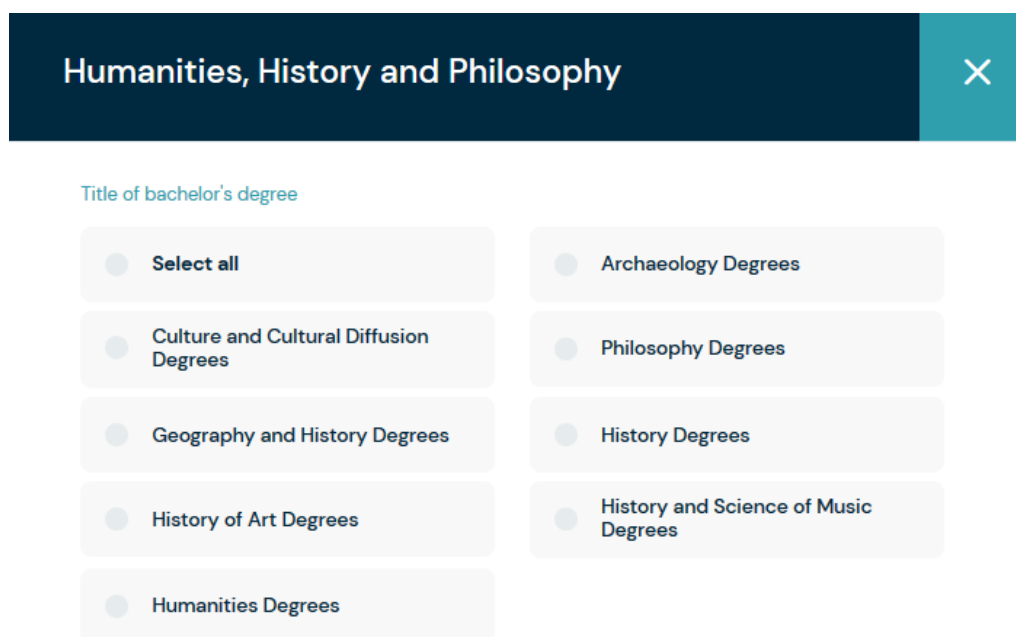 Humanities, History and Philosophy
Title of bachelor's degree
Select all
Archaeology Degrees
Culture and Cultural Diffusion
Degrees
Philosophy Degrees
Geography and History Degrees
History Degrees
History of Art Degrees
History and Science of Music
Degrees
Humanities Degrees